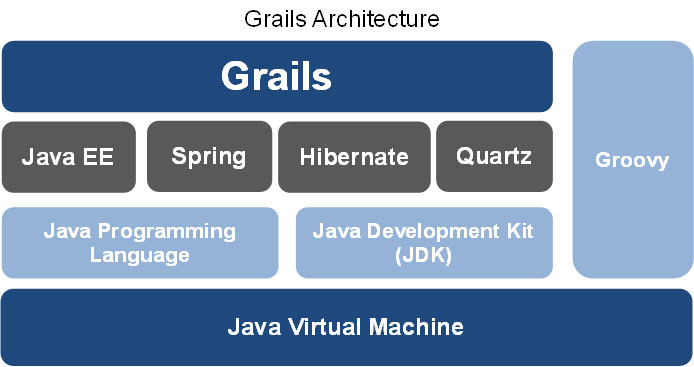 Grails Architecture
Grails
Java EE
Spring
Hibernate
Quartz
Groovy
Java Programming
Language
Java Development Kit
(JDK)
Java Virtual Machine